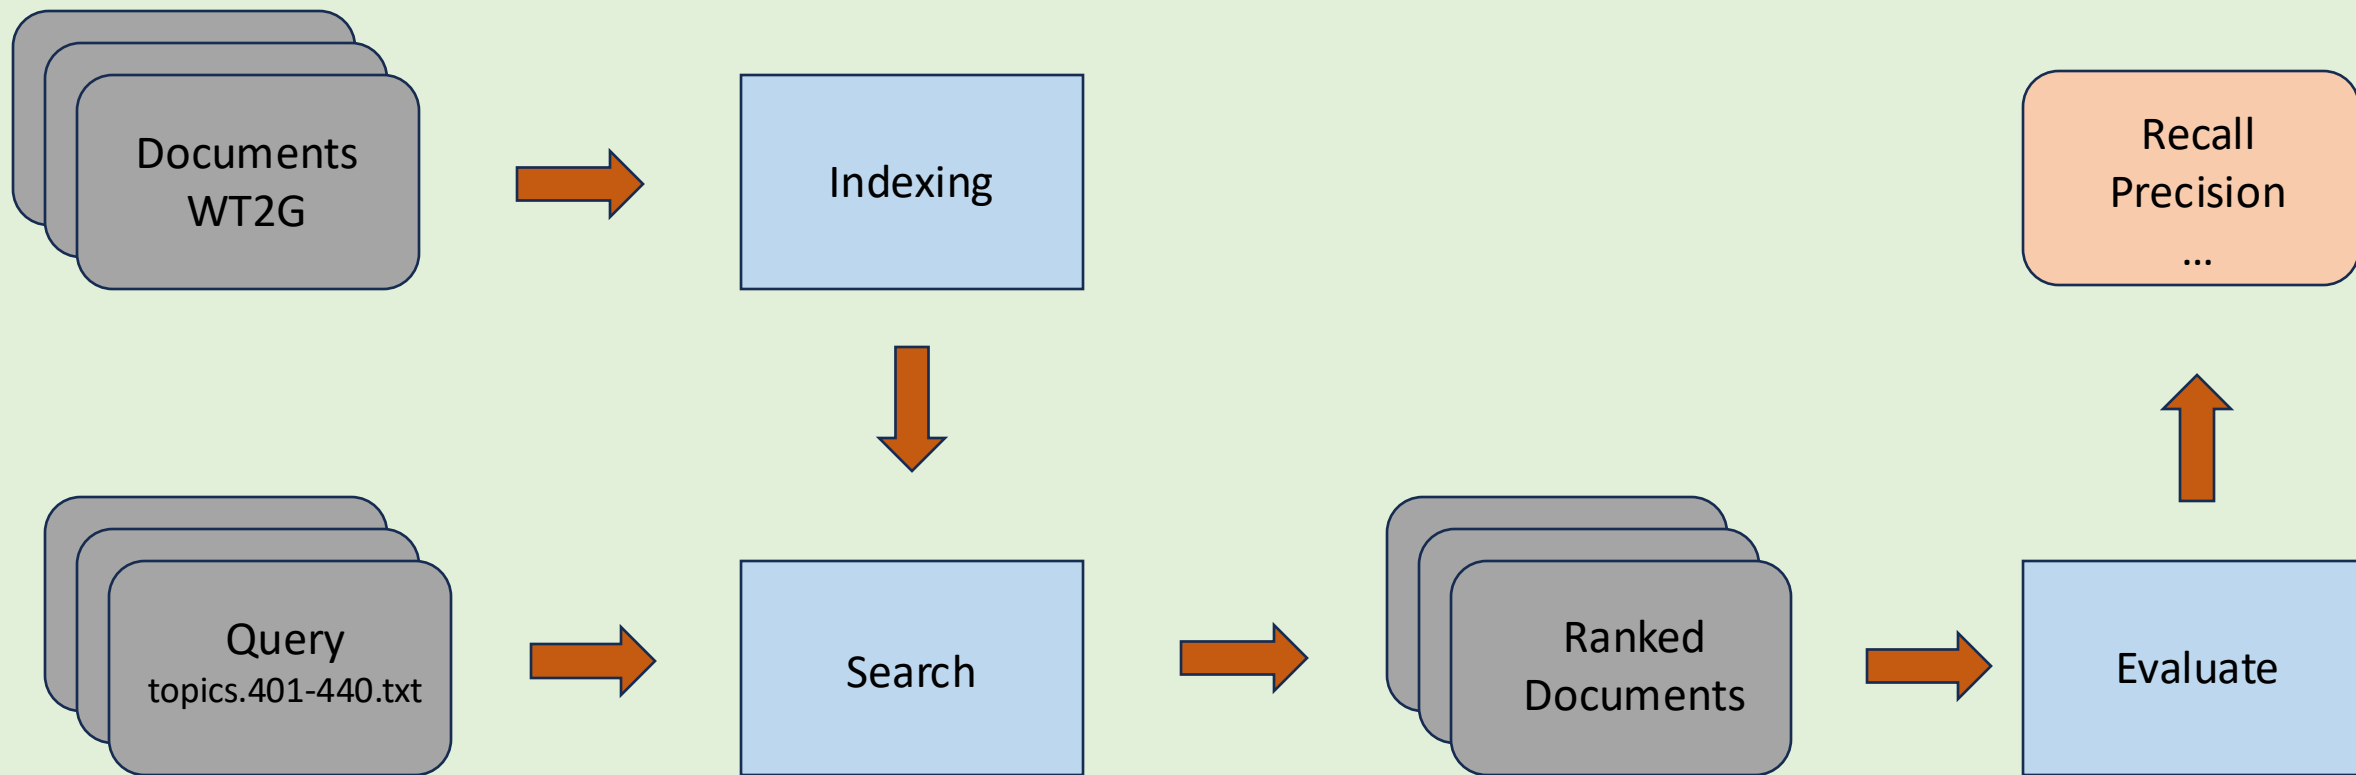 Documents
WT2G
Indexing
Recall
Precision
...
Query
topics.401-440.txt
Search
Ranked
Documents
Evaluate